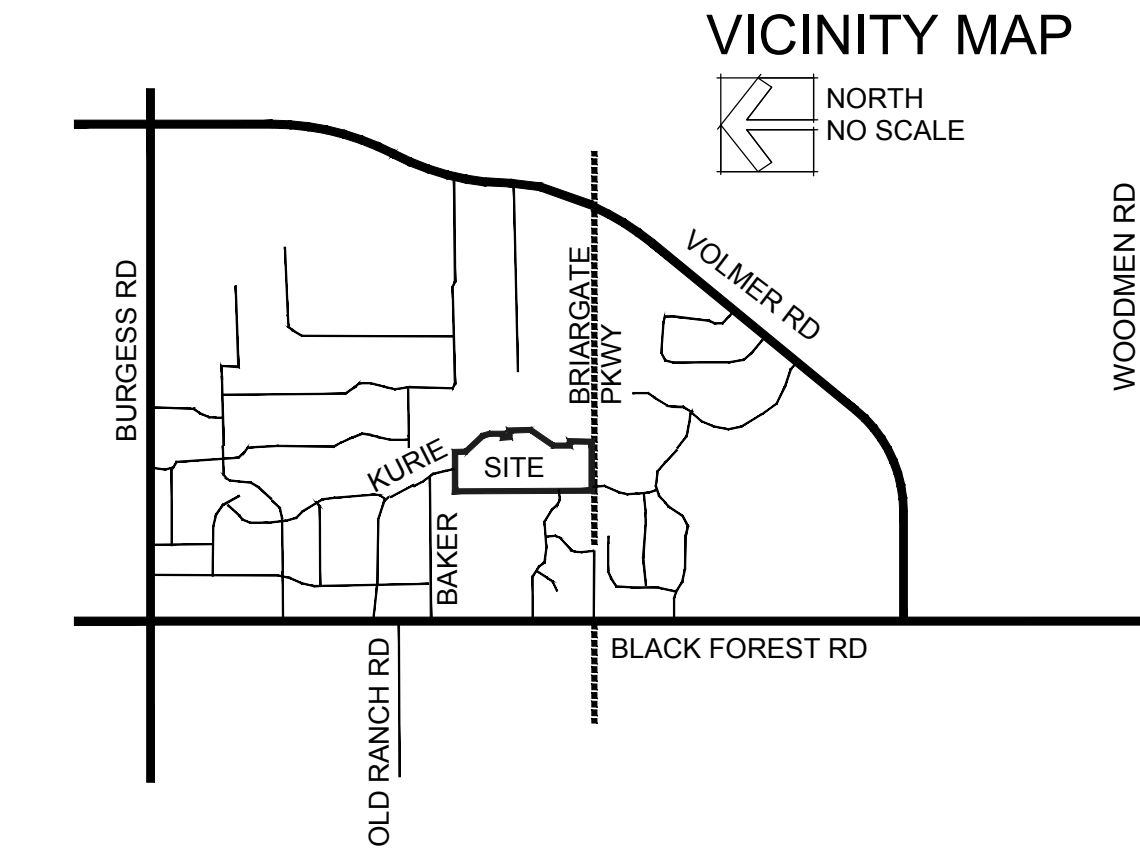 VICINITY MAP
NORTH
NO SCALE
WOODMEN RD
VOLMER RD
BRIARGATE
PKWY
BURGESS RD
KURIE
SITE
BAKER
BLACK FOREST RD
OLD RANCH RD